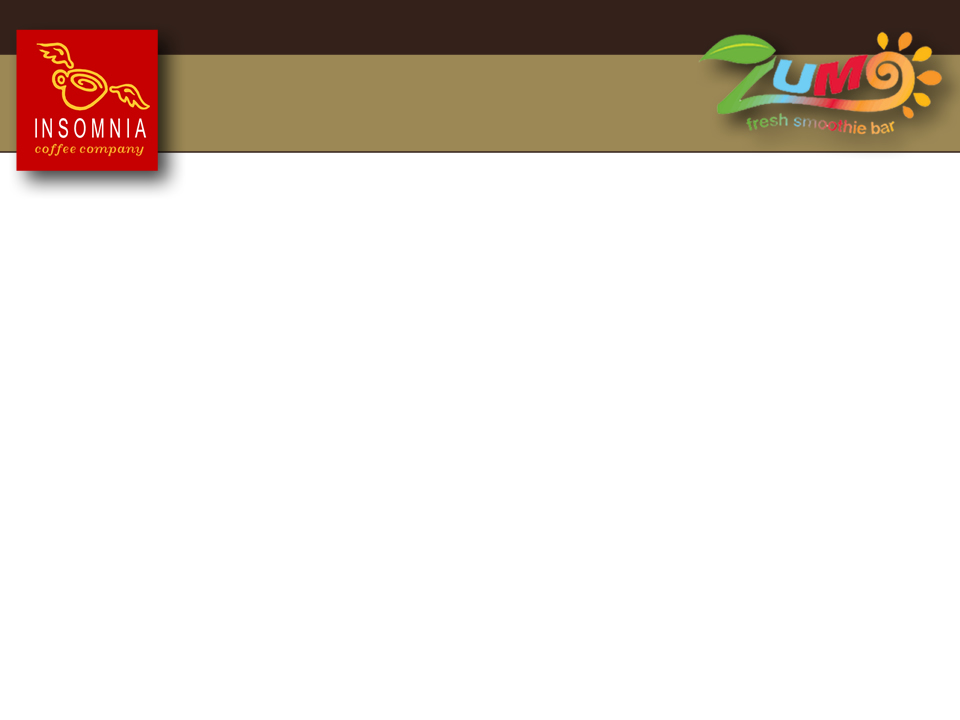 INSOMNIA
coffee company
ZUMO
fresh smoothie bar